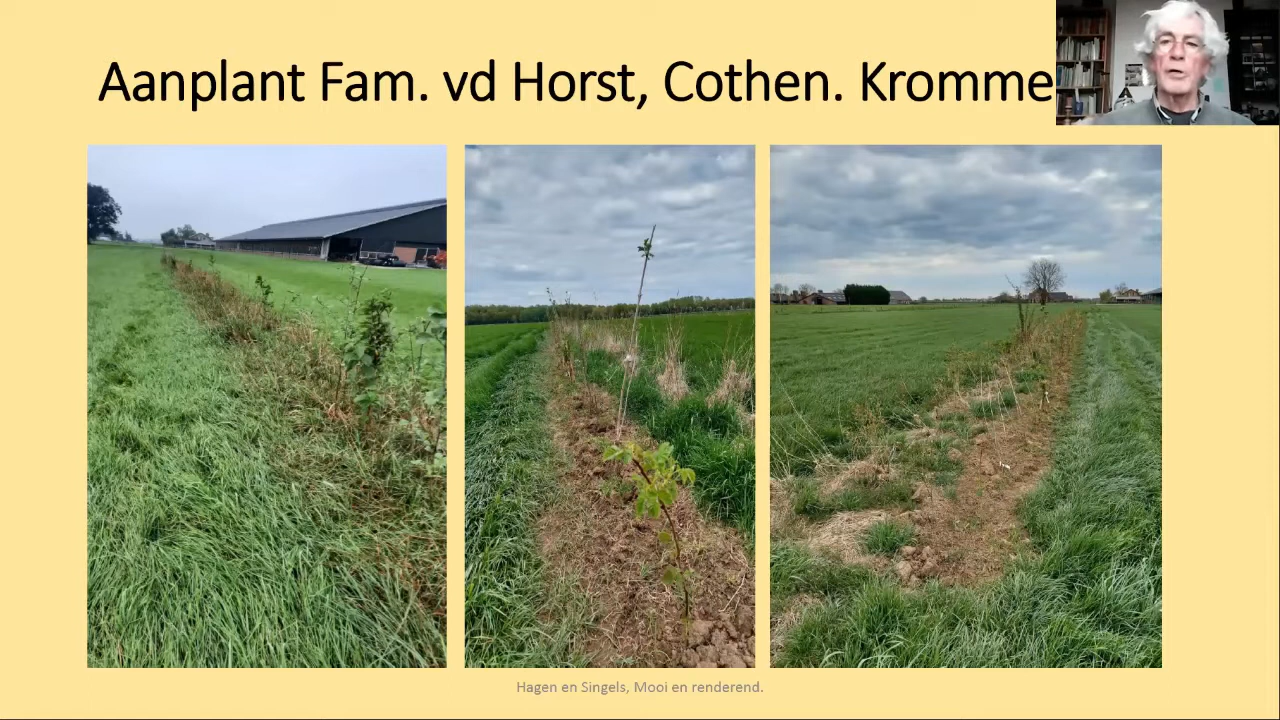 Aanplant Fam. vd Horst, Cothen. Kromme
Hagen en Singels, Mooi en renderend.